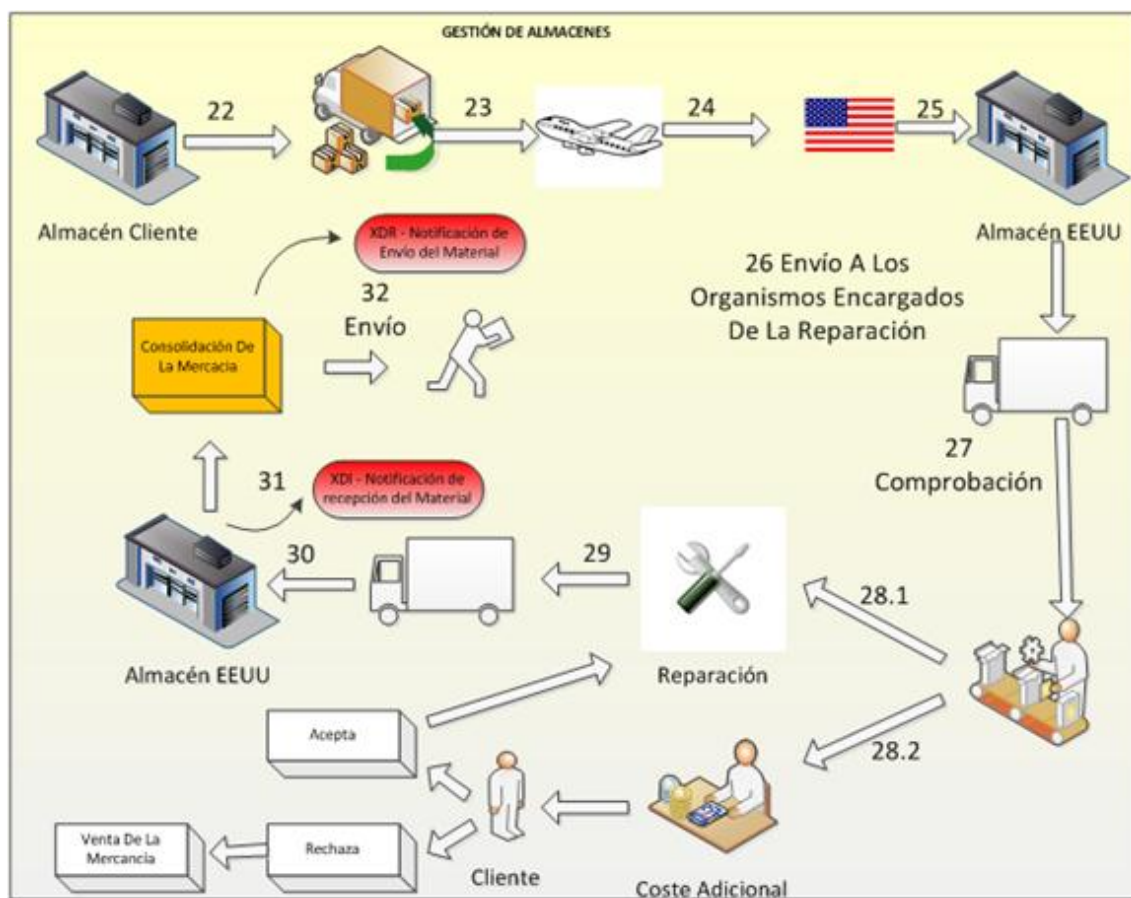 GESTIÓN DE ALMACENES
22
23
24
25
Almacén Cliente
Almacén EEUU
XDR - Notificación de
Envío del Material
26 Envío A Los
Organismos Encargados
De La Reparación
32
Envío
Consolidación De
La Mercacia
27
Comprobación
31
XDI - Notificación de
recepción del Material
30
29
28.1
Almacén EEUU
Reparación
Acepta
28.2
Venta De La
Mercancia
Rechaza
Cliente
Coste Adicional